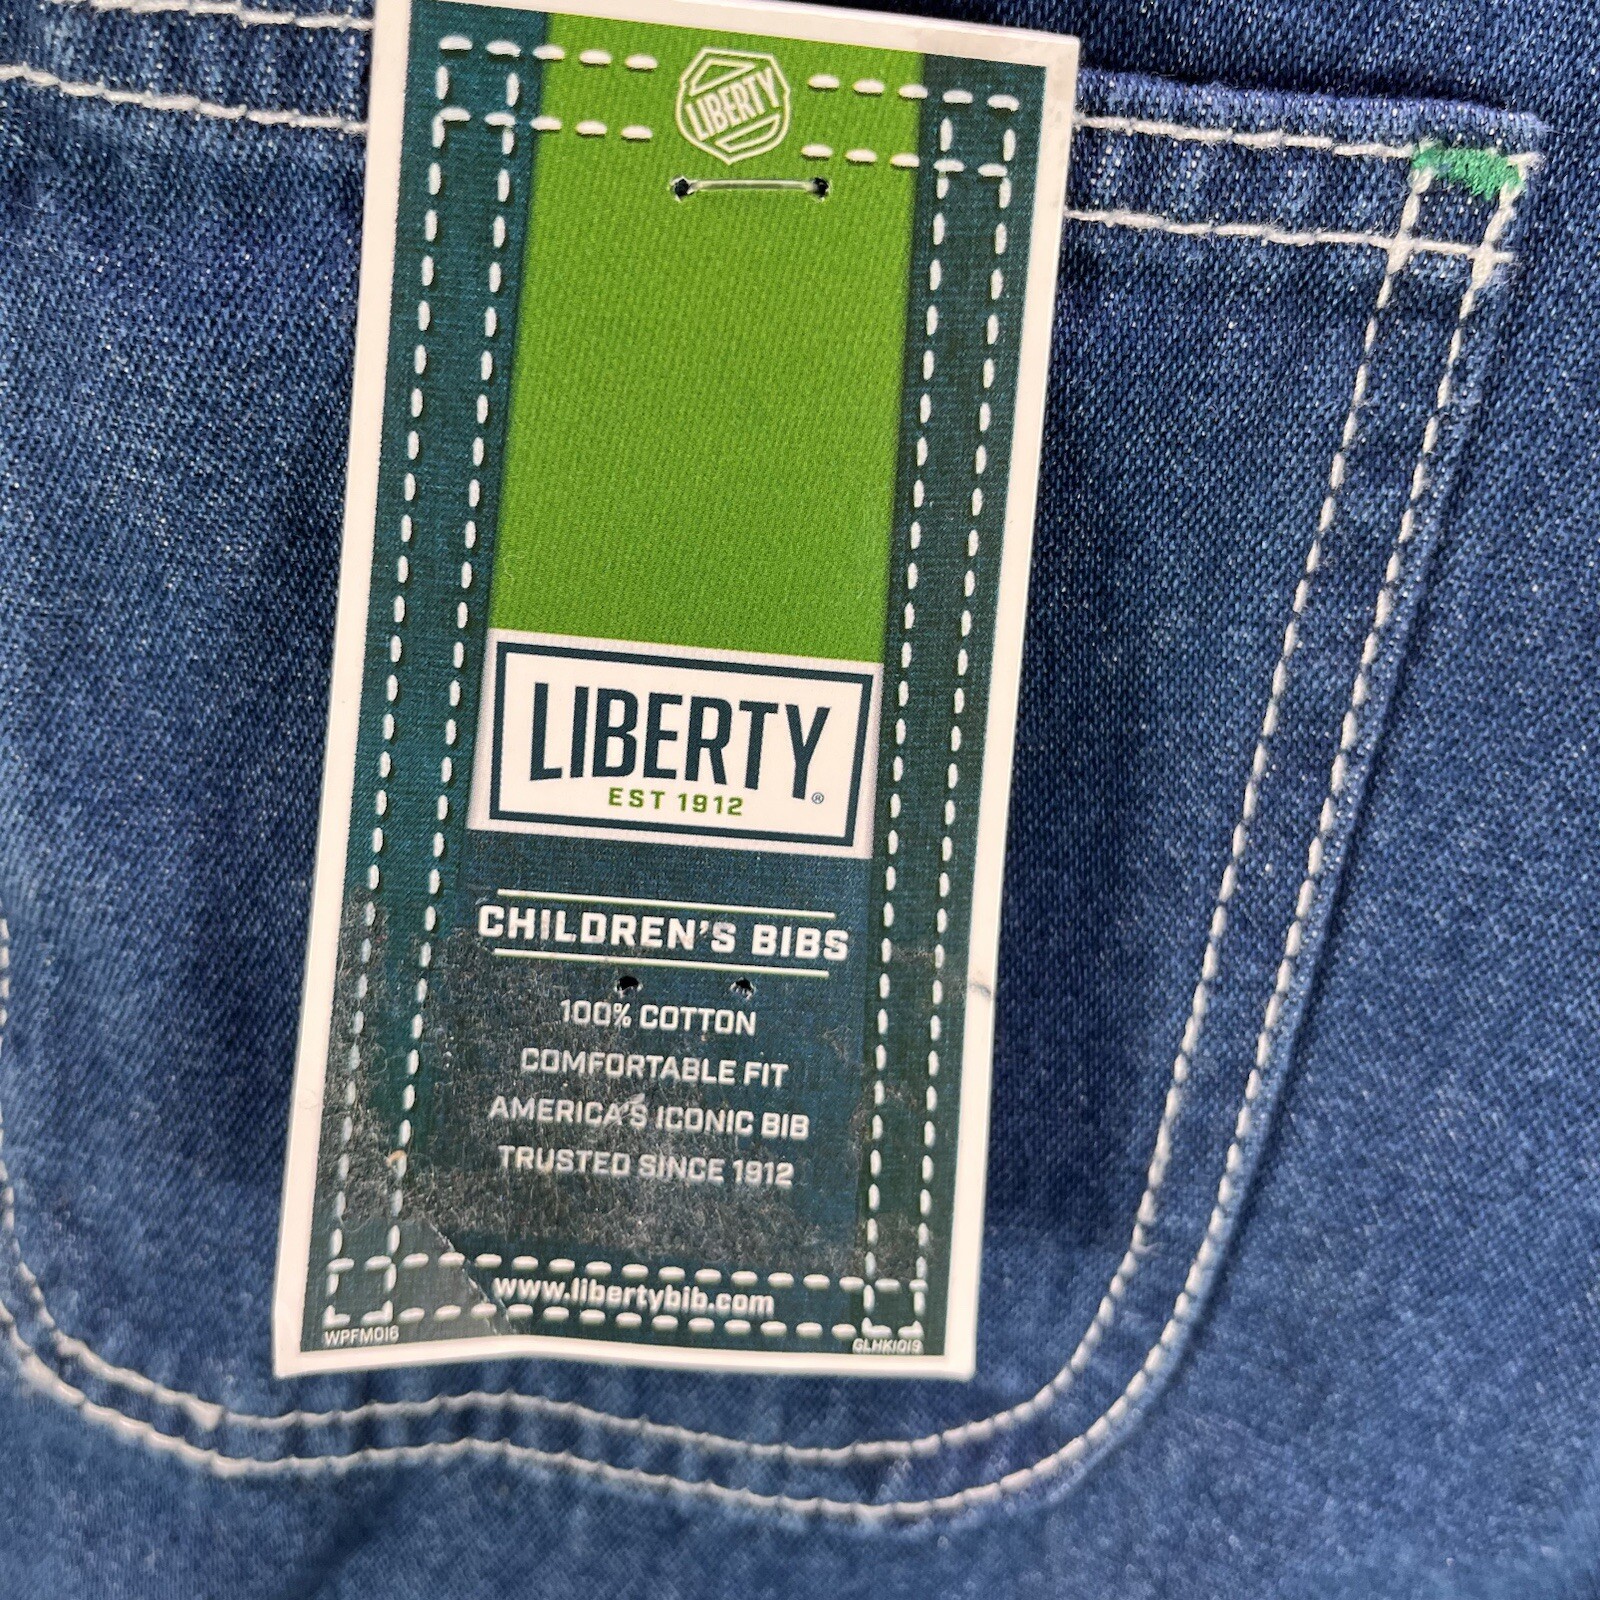 LIBERTY
LIBERTY®
EST 1912
CHILDREN'S BIBS
100% COTTON
COMFORTABLE FIT
AMERICA'S ICONIC BIB
TRUSTED SINCE 1912
www.libertybib.com
WPFM016
GLHK1019